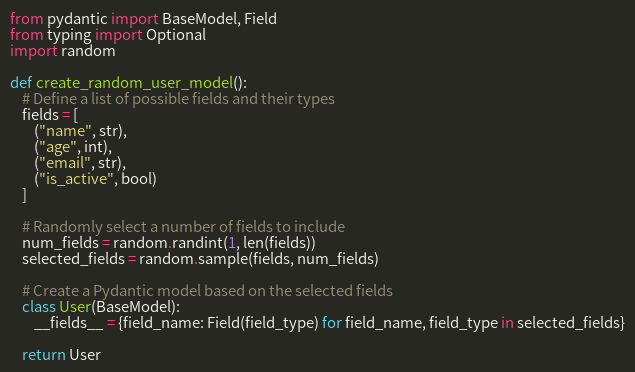 from pydantic import BaseModel, Field
from typing import Optional
import random

def create_random_user_model():
    # Define a list of possible fields and their types
    fields = [
        ("name", str),
        ("age", int),
        ("email", str),
        ("is_active", bool)
    ]

    # Randomly select a number of fields to include
    num_fields = random.randint(1, len(fields))
    selected_fields = random.sample(fields, num_fields)

    # Create a Pydantic model based on the selected fields
    class User(BaseModel):
        __fields__ = {field_name: Field(field_type) for field_name, field_type in selected_fields}

    return User